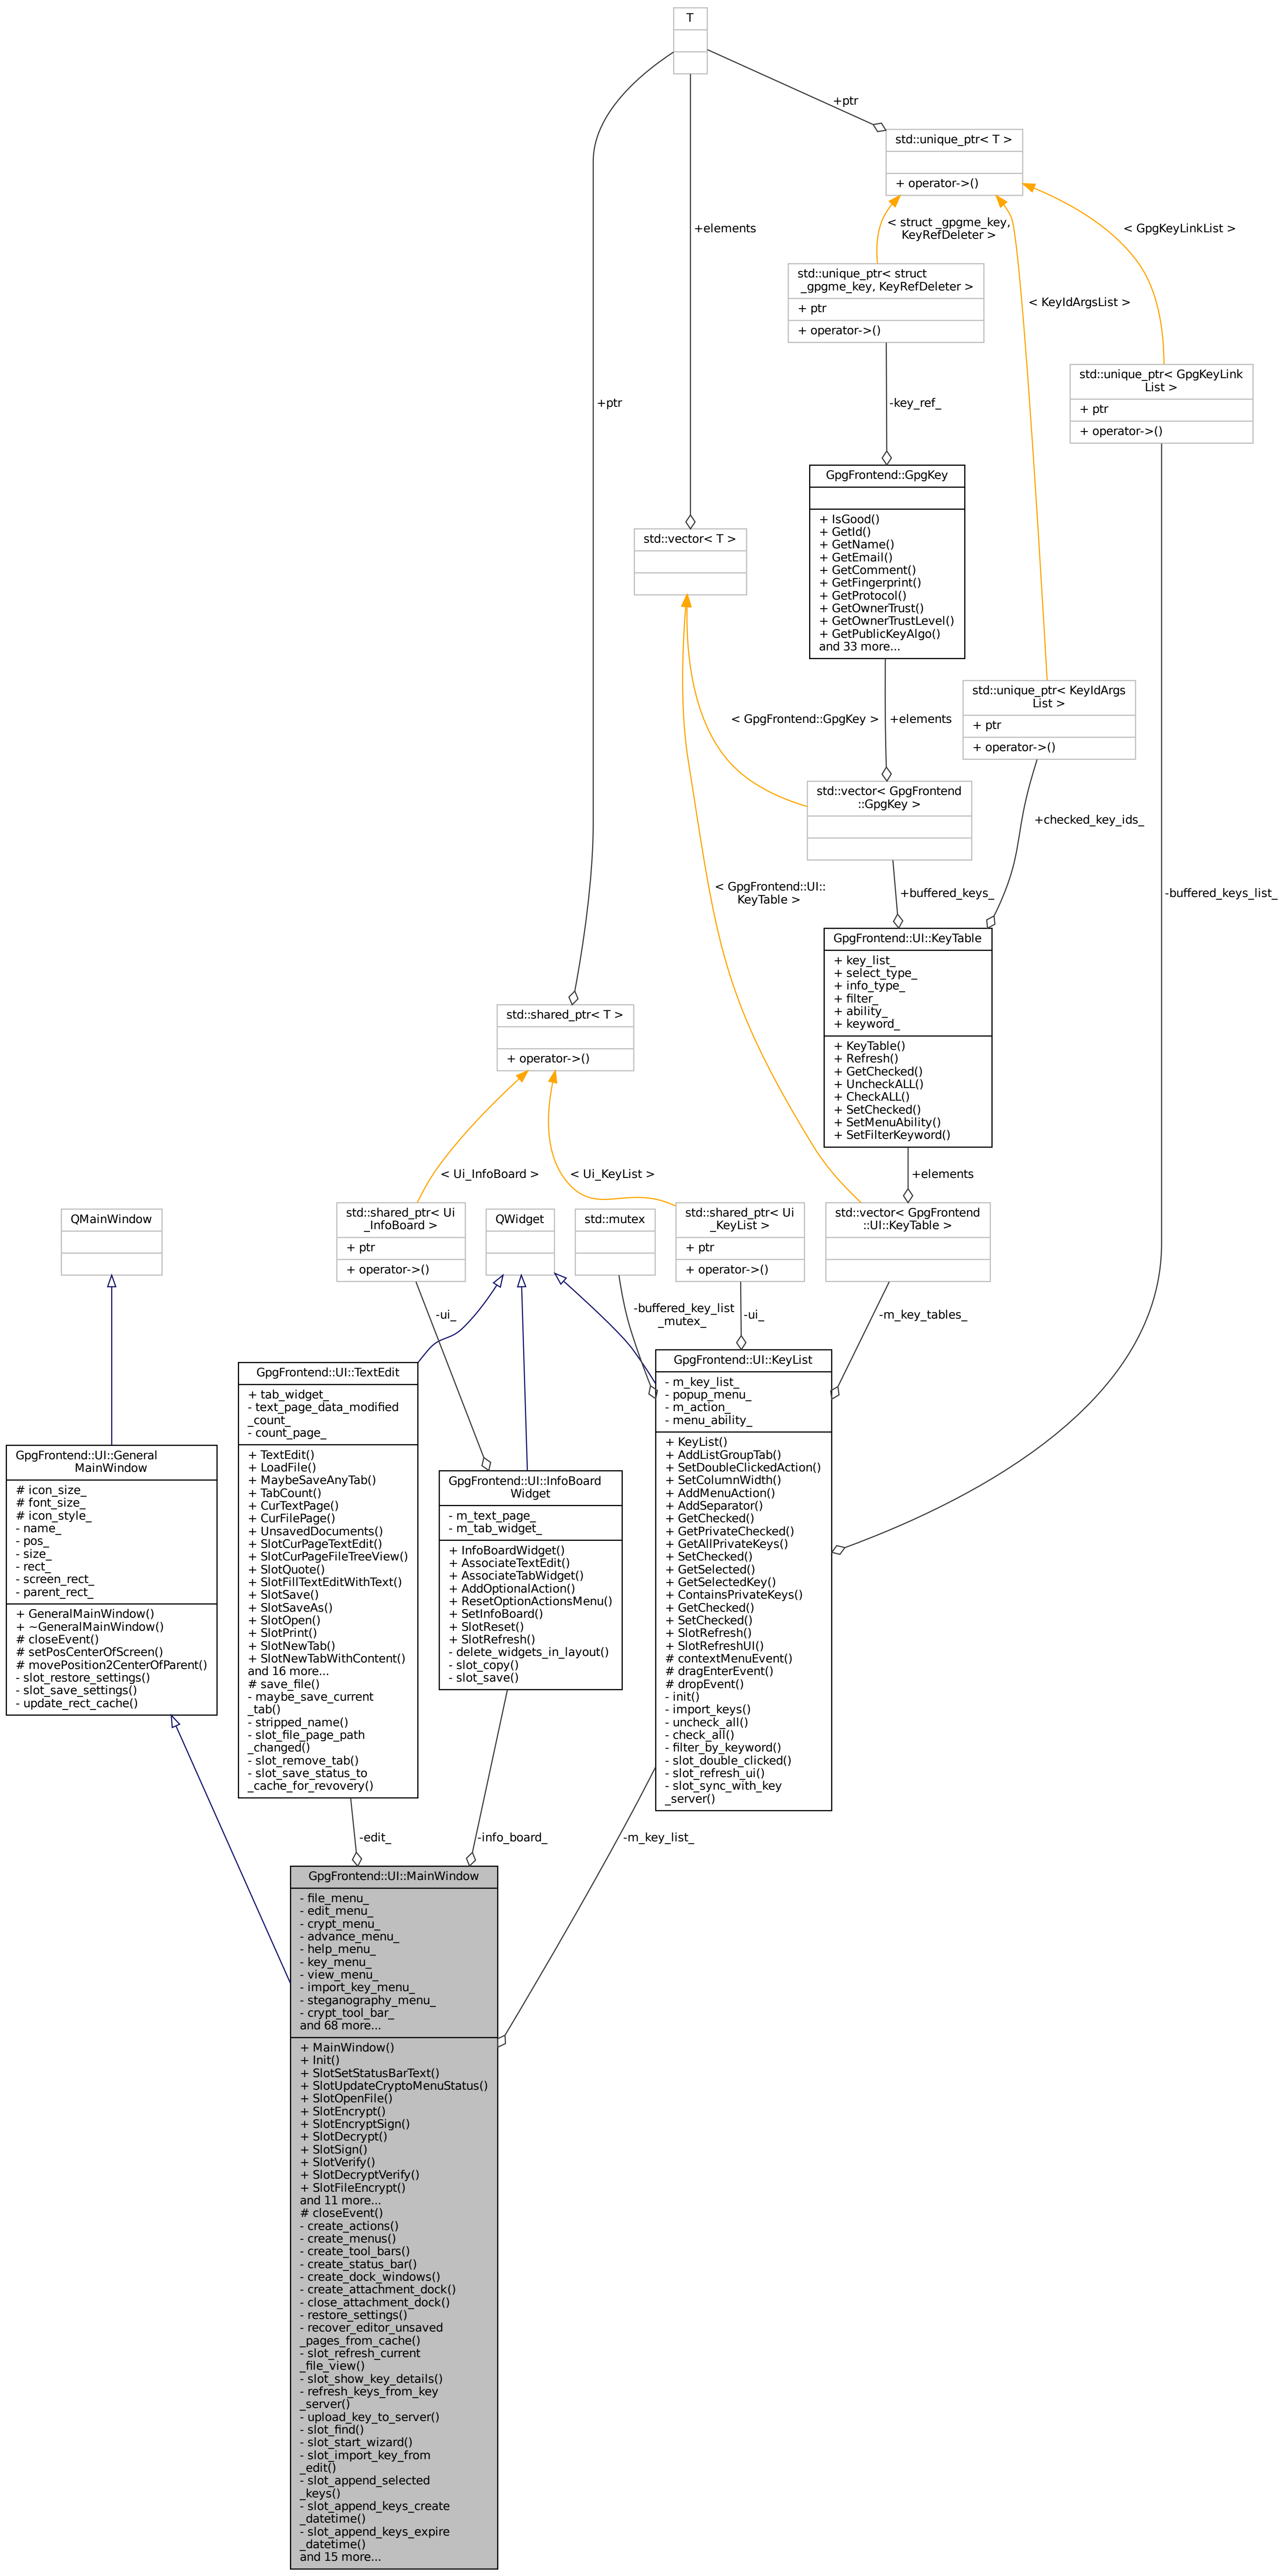 T
+ptr
std::unique_ptr< T >
+ operator->()
+elements
< struct _gpgme_key,
KeyRefDeleter >
< GpgKeyLinkList >
std::unique_ptr< struct
_gpgme_key, KeyRefDeleter >
+ ptr
+ operator->()
< KeyIdArgsList >
std::unique_ptr< GpgKeyLink
List >
+ ptr
+ operator->()
+ptr
-key_ref_
GpgFrontend::GpgKey
+ IsGood()
+ GetId()
+ GetName()
+ GetEmail()
+ GetComment()
+ GetFingerprint()
+ GetProtocol()
+ GetOwnerTrust()
+ GetOwnerTrustLevel()
+ GetPublicKeyAlgo()
and 33 more...
std::vector< T >
std::unique_ptr< KeyIdArgs
List >
+ ptr
+ operator->()
< GpgFrontend::GpgKey >
+elements
std::vector< GpgFrontend
::GpgKey >
+checked_key_ids_
< GpgFrontend::UI::
KeyTable >
+buffered_keys_
-buffered_keys_list_
GpgFrontend::UI::KeyTable
+ key_list_
+ select_type_
+ info_type_
+ filter_
+ ability_
+ keyword_
+ KeyTable()
+ Refresh()
+ GetChecked()
+ UncheckALL()
+ CheckALL()
+ SetChecked()
+ SetMenuAbility()
+ SetFilterKeyword()
std::shared_ptr< T >
+ operator->()
< Ui_InfoBoard >
< Ui_KeyList >
+elements
QMainWindow
std::shared_ptr< Ui
_InfoBoard >
+ ptr
+ operator->()
QWidget
std::mutex
std::shared_ptr< Ui
_KeyList >
+ ptr
+ operator->()
std::vector< GpgFrontend
::UI::KeyTable >
-ui_
-buffered_key_list
_mutex_
-ui_
-m_key_tables_
GpgFrontend::UI::TextEdit
+ tab_widget_
- text_page_data_modified
_count_
- count_page_
+ TextEdit()
+ LoadFile()
+ MaybeSaveAnyTab()
+ TabCount()
+ CurTextPage()
+ CurFilePage()
+ UnsavedDocuments()
+ SlotCurPageTextEdit()
+ SlotCurPageFileTreeView()
+ SlotQuote()
+ SlotFillTextEditWithText()
+ SlotSave()
+ SlotSaveAs()
+ SlotOpen()
+ SlotPrint()
+ SlotNewTab()
+ SlotNewTabWithContent()
and 16 more...
# save_file()
- maybe_save_current
_tab()
- stripped_name()
- slot_file_page_path
_changed()
- slot_remove_tab()
- slot_save_status_to
_cache_for_revovery()
GpgFrontend::UI::KeyList
- m_key_list_
- popup_menu_
- m_action_
- menu_ability_
+ KeyList()
+ AddListGroupTab()
+ SetDoubleClickedAction()
+ SetColumnWidth()
+ AddMenuAction()
+ AddSeparator()
+ GetChecked()
+ GetPrivateChecked()
+ GetAllPrivateKeys()
+ SetChecked()
+ GetSelected()
+ GetSelectedKey()
+ ContainsPrivateKeys()
+ GetChecked()
+ SetChecked()
+ SlotRefresh()
+ SlotRefreshUI()
# contextMenuEvent()
# dragEnterEvent()
# dropEvent()
- init()
- import_keys()
- uncheck_all()
- check_all()
- filter_by_keyword()
- slot_double_clicked()
- slot_refresh_ui()
- slot_sync_with_key
_server()
GpgFrontend::UI::General
MainWindow
# icon_size_
# font_size_
# icon_style_
- name_
- pos_
- size_
- rect_
- screen_rect_
- parent_rect_
+ GeneralMainWindow()
+ ~GeneralMainWindow()
# closeEvent()
# setPosCenterOfScreen()
# movePosition2CenterOfParent()
- slot_restore_settings()
- slot_save_settings()
- update_rect_cache()
GpgFrontend::UI::InfoBoard
Widget
- m_text_page_
- m_tab_widget_
+ InfoBoardWidget()
+ AssociateTextEdit()
+ AssociateTabWidget()
+ AddOptionalAction()
+ ResetOptionActionsMenu()
+ SetInfoBoard()
+ SlotReset()
+ SlotRefresh()
- delete_widgets_in_layout()
- slot_copy()
- slot_save()
-edit_
-info_board_
-m_key_list_
GpgFrontend::UI::MainWindow
- file_menu_
- edit_menu_
- crypt_menu_
- advance_menu_
- help_menu_
- key_menu_
- view_menu_
- import_key_menu_
- steganography_menu_
- crypt_tool_bar_
and 68 more...
+ MainWindow()
+ Init()
+ SlotSetStatusBarText()
+ SlotUpdateCryptoMenuStatus()
+ SlotOpenFile()
+ SlotEncrypt()
+ SlotEncryptSign()
+ SlotDecrypt()
+ SlotSign()
+ SlotVerify()
+ SlotDecryptVerify()
+ SlotFileEncrypt()
and 11 more...
# closeEvent()
- create_actions()
- create_menus()
- create_tool_bars()
- create_status_bar()
- create_dock_windows()
- create_attachment_dock()
- close_attachment_dock()
- restore_settings()
- recover_editor_unsaved
_pages_from_cache()
- slot_refresh_current
_file_view()
- slot_show_key_details()
- refresh_keys_from_key
_server()
- upload_key_to_server()
- slot_find()
- slot_start_wizard()
- slot_import_key_from
_edit()
- slot_append_selected
_keys()
- slot_append_keys_create
_datetime()
- slot_append_keys_expire
_datetime()
and 15 more...